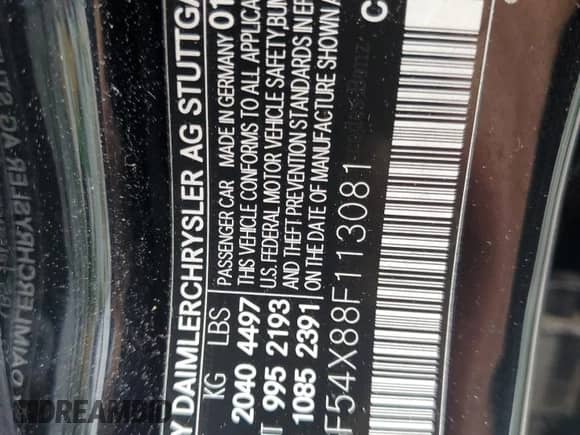 Y DAIMLERCHRYSLER AG STUTTGA
KG LBS
2040 4497
995 2193
1085 2391
PASSENGER CAR MADE IN GERMANY 01
THIS VEHICLE CONFORMS TO ALL APPLICA
U.S. FEDERAL MOTOR VEHICLE SAFETY,BUM
AND THEFT PREVENTION STANDARDS IN EF
ON THE DATE OF MANUFACTURE SHOWN A
F54X88F113081
DREAMBID